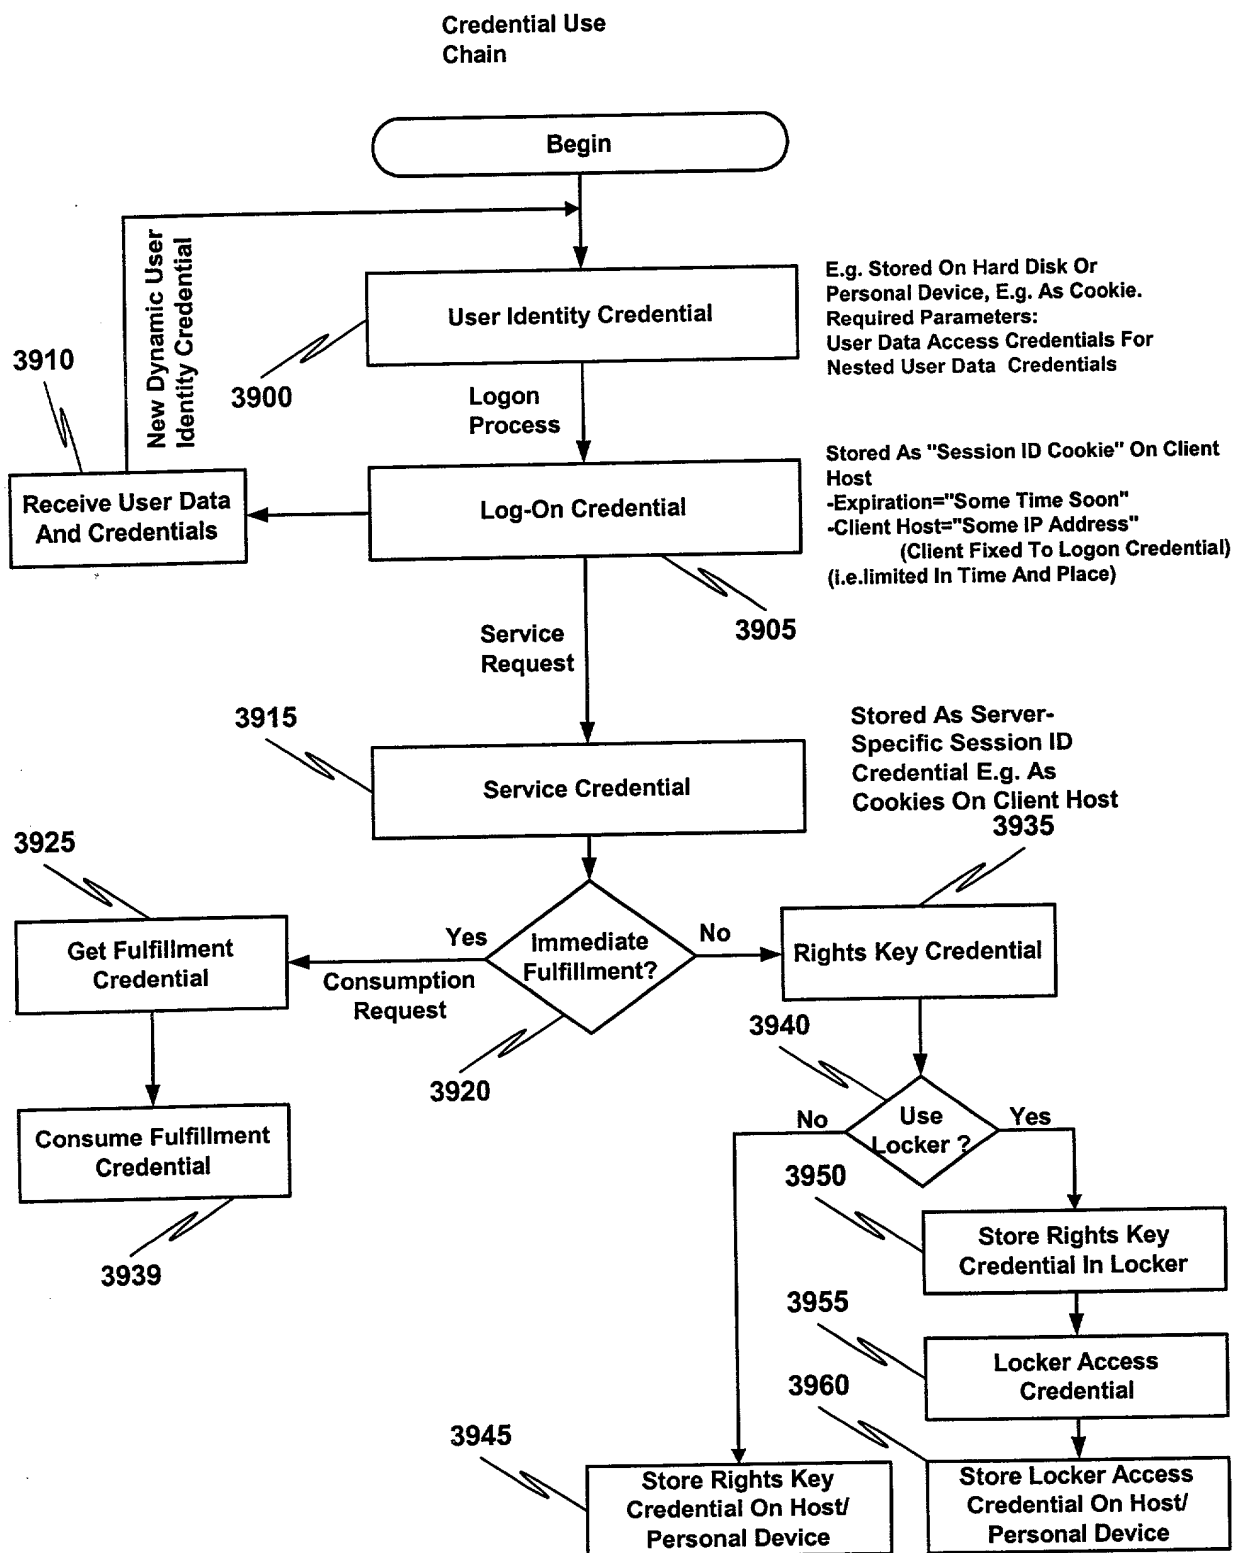 Credential Use
Chain
Begin
New Dynamic User
Identity Credential
User Identity Credential
E.g. Stored On Hard Disk Or
Personal Device, E.g. As Cookie.
Required Parameters:
User Data Access Credentials For
Nested User Data Credentials
3910
3900
Logon
Process
Receive User Data
And Credentials
Log-On Credential
Stored As "Session ID Cookie" On Client
Host
-Expiration="Some Time Soon"
-Client Host="Some IP Address"
(Client Fixed To Logon Credential)
(i.e.limited In Time And Place)
3905
Service
Request
3915
Service Credential
Stored As Server-
Specific Session ID
Credential E.g. As
Cookies On Client Host
3925
3935
Get Fulfillment
Credential
Yes
Consumption
Request
Immediate
Fulfillment?
No
Rights Key Credential
3920
3940
Consume Fulfillment
Credential
No
Use
Locker ?
Yes
3939
3950
Store Rights Key
Credential In Locker
3955
Locker Access
Credential
3960
3945
Store Rights Key
Credential On Host/
Personal Device
Store Locker Access
Credential On Host/
Personal Device